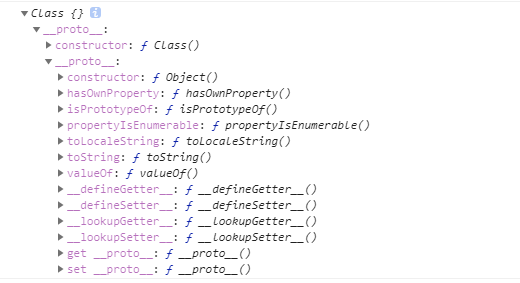 Class {} i
__proto__:
constructor: ƒ Class()
__proto__:
constructor: ƒ Object()
hasOwnProperty: ƒ hasOwnProperty()
isPrototypeOf: ƒ isPrototypeOf()
propertyIsEnumerable: ƒ propertyIsEnumerable()
toLocaleString: ƒ toLocaleString()
toString: ƒ toString()
valueOf: ƒ valueOf()
__defineGetter__: ƒ __defineGetter__()
__defineSetter__: ƒ __defineSetter__()
__lookupGetter__: ƒ __lookupGetter__()
__lookupSetter__: ƒ __lookupSetter__()
get __proto__: ƒ __proto__()
set __proto__: ƒ __proto__()